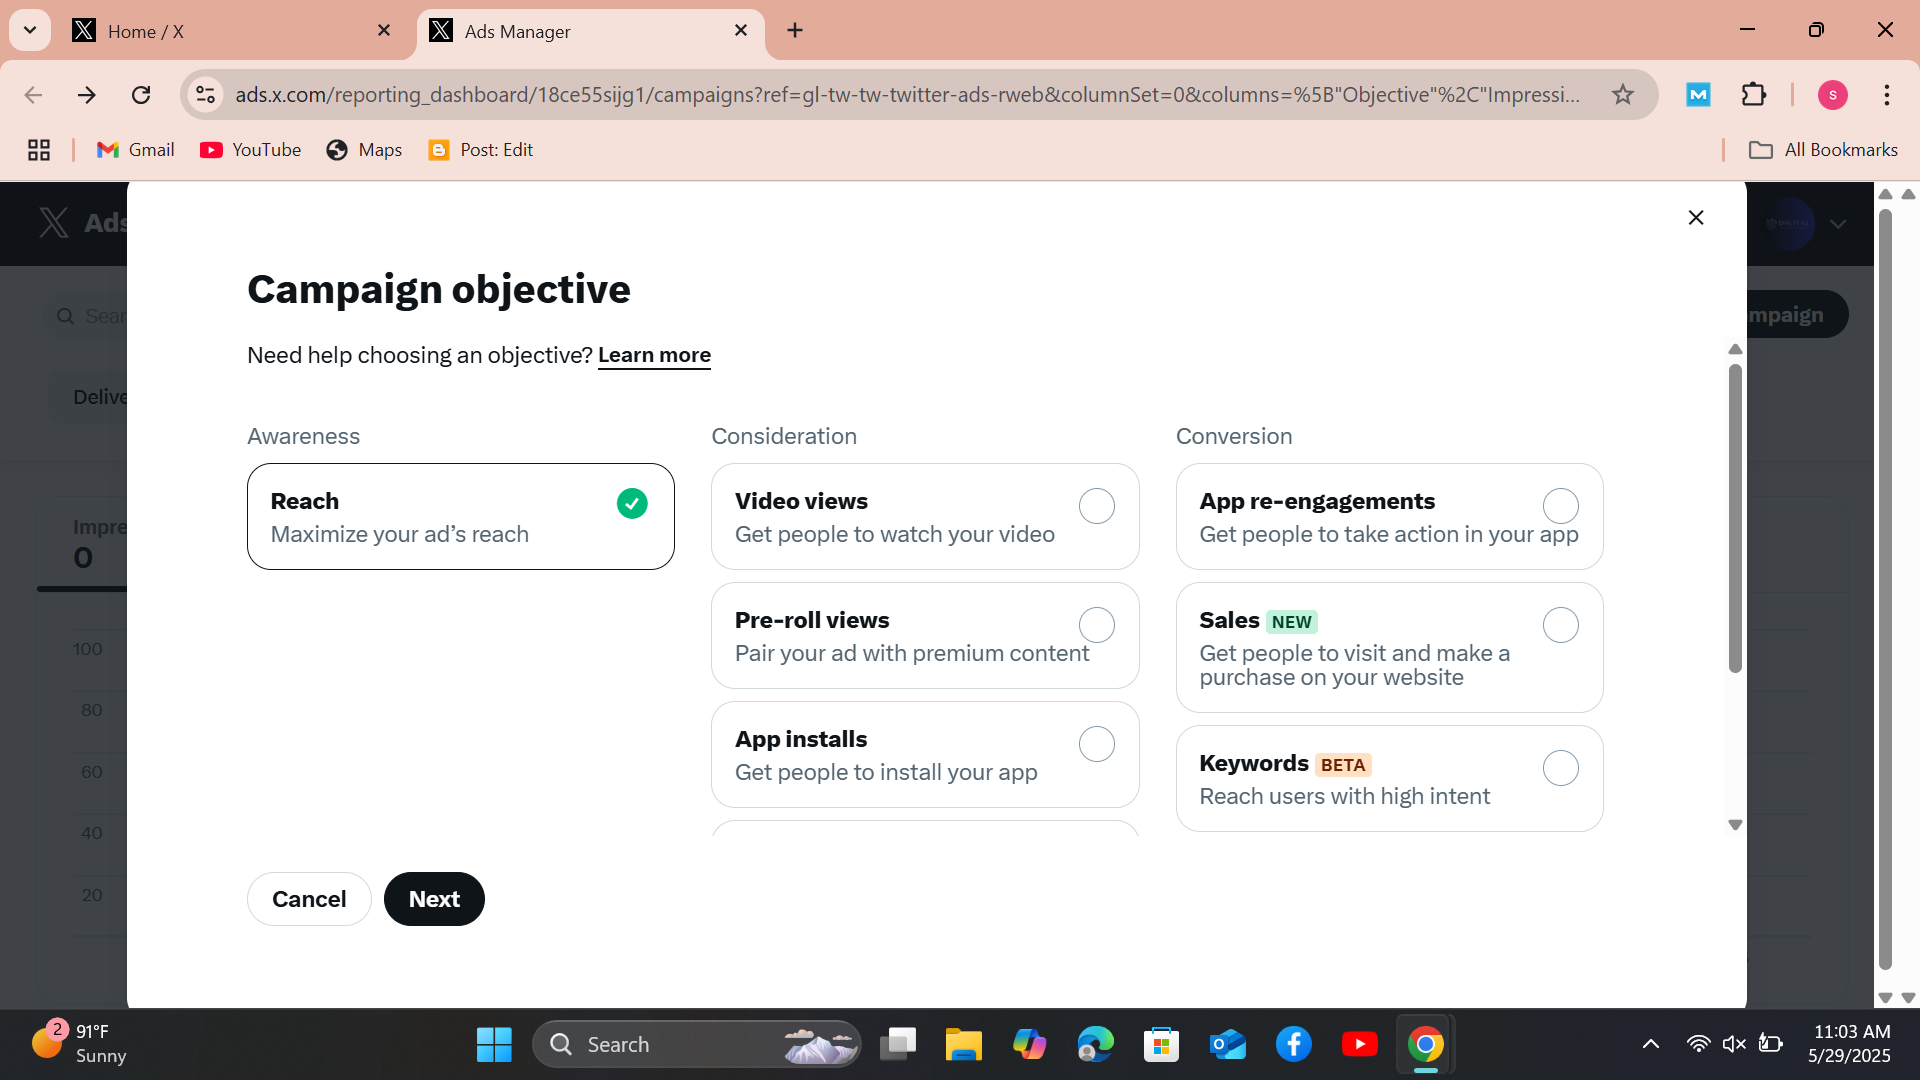 Home / X
Ads Manager
ads.x.com/reporting_dashboard/18ce55sijg1/campaigns?ref=gl-tw-tw-twitter-ads-rweb&columnSet=0&columns=%5B"Objective"%2C"Impressi...
S
Gmail
YouTube
Maps
Post: Edit
All Bookmarks
Ads
Campaign objective
Sear
mpaign
Need help choosing an objective? Learn more
Delive
Awareness
Consideration
Conversion
Reach
Maximize your ad's reach
Video views
Get people to watch your video
App re-engagements
Get people to take action in your app
Impre
0
Pre-roll views
Pair your ad with premium content
Sales NEW
Get people to visit and make a
purchase on your website
App installs
Get people to install your app
Keywords BETA
Reach users with high intent
100
80
60
40
20
Cancel
Next
2
91°F
Sunny
Search
11:03 AM
5/29/2025